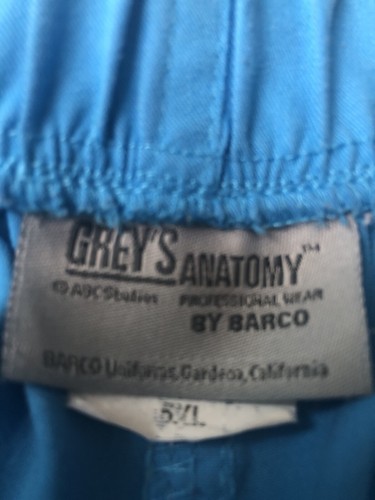 GREY'S
ANATOMY™
© ABC Studios PROFESSIONAL WEAR
BY BARCO
BARCO Uniforms, Gardena, California
5XL